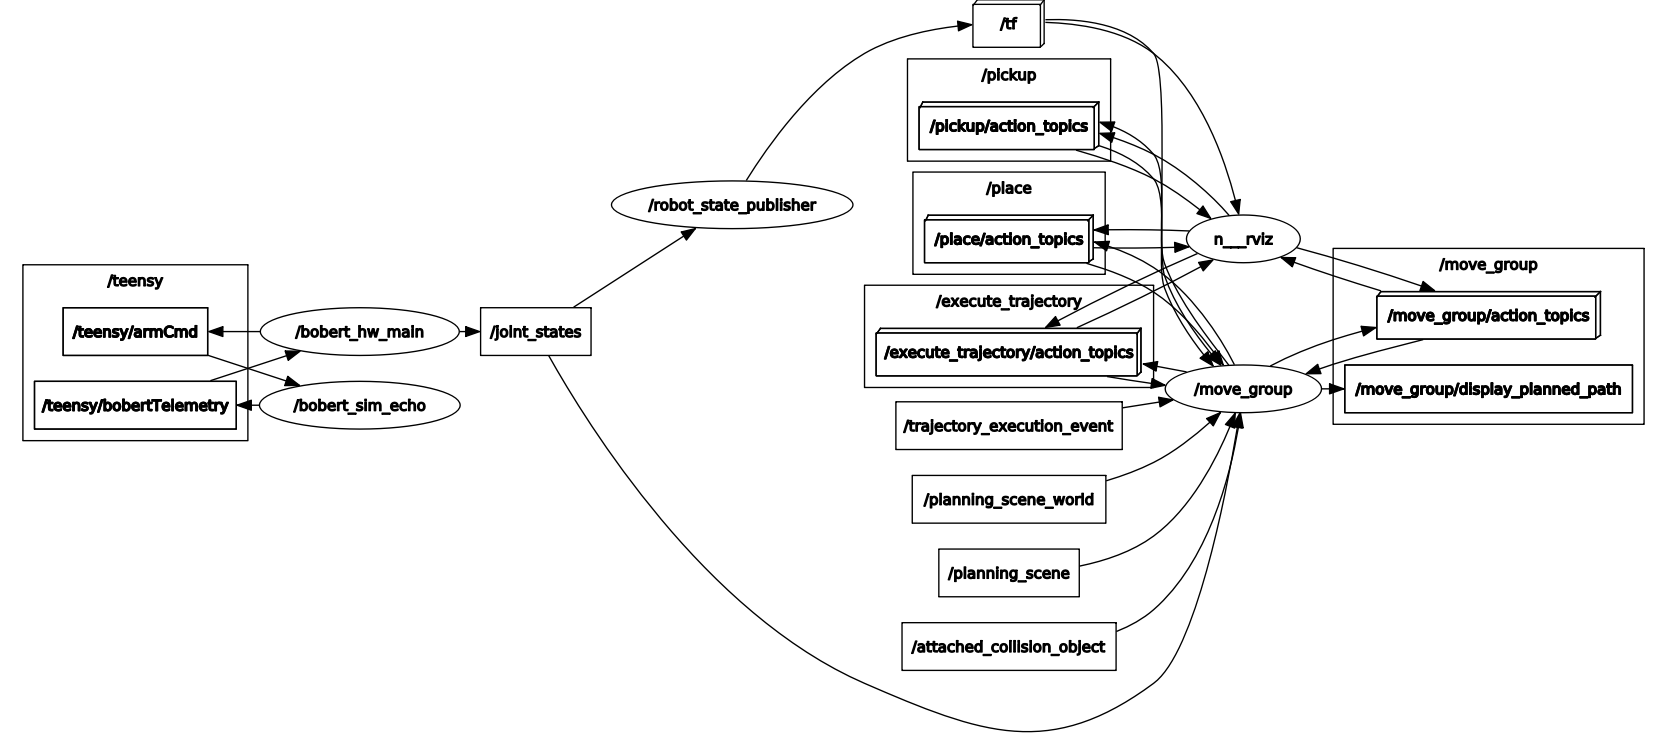 /tf
/pickup
/pickup/action_topics
/place
/robot_state_publisher
/place/action_topics
n___rviz
/move_group
/teensy
/execute_trajectory
/move_group/action_topics
/teensy/armCmd
/bobert_hw_main
/joint_states
/execute_trajectory/action_topics
/move_group
/move_group/display_planned_path
/teensy/bobertTelemetry
/bobert_sim_echo
/trajectory_execution_event
/planning_scene_world
/planning_scene
/attached_collision_object